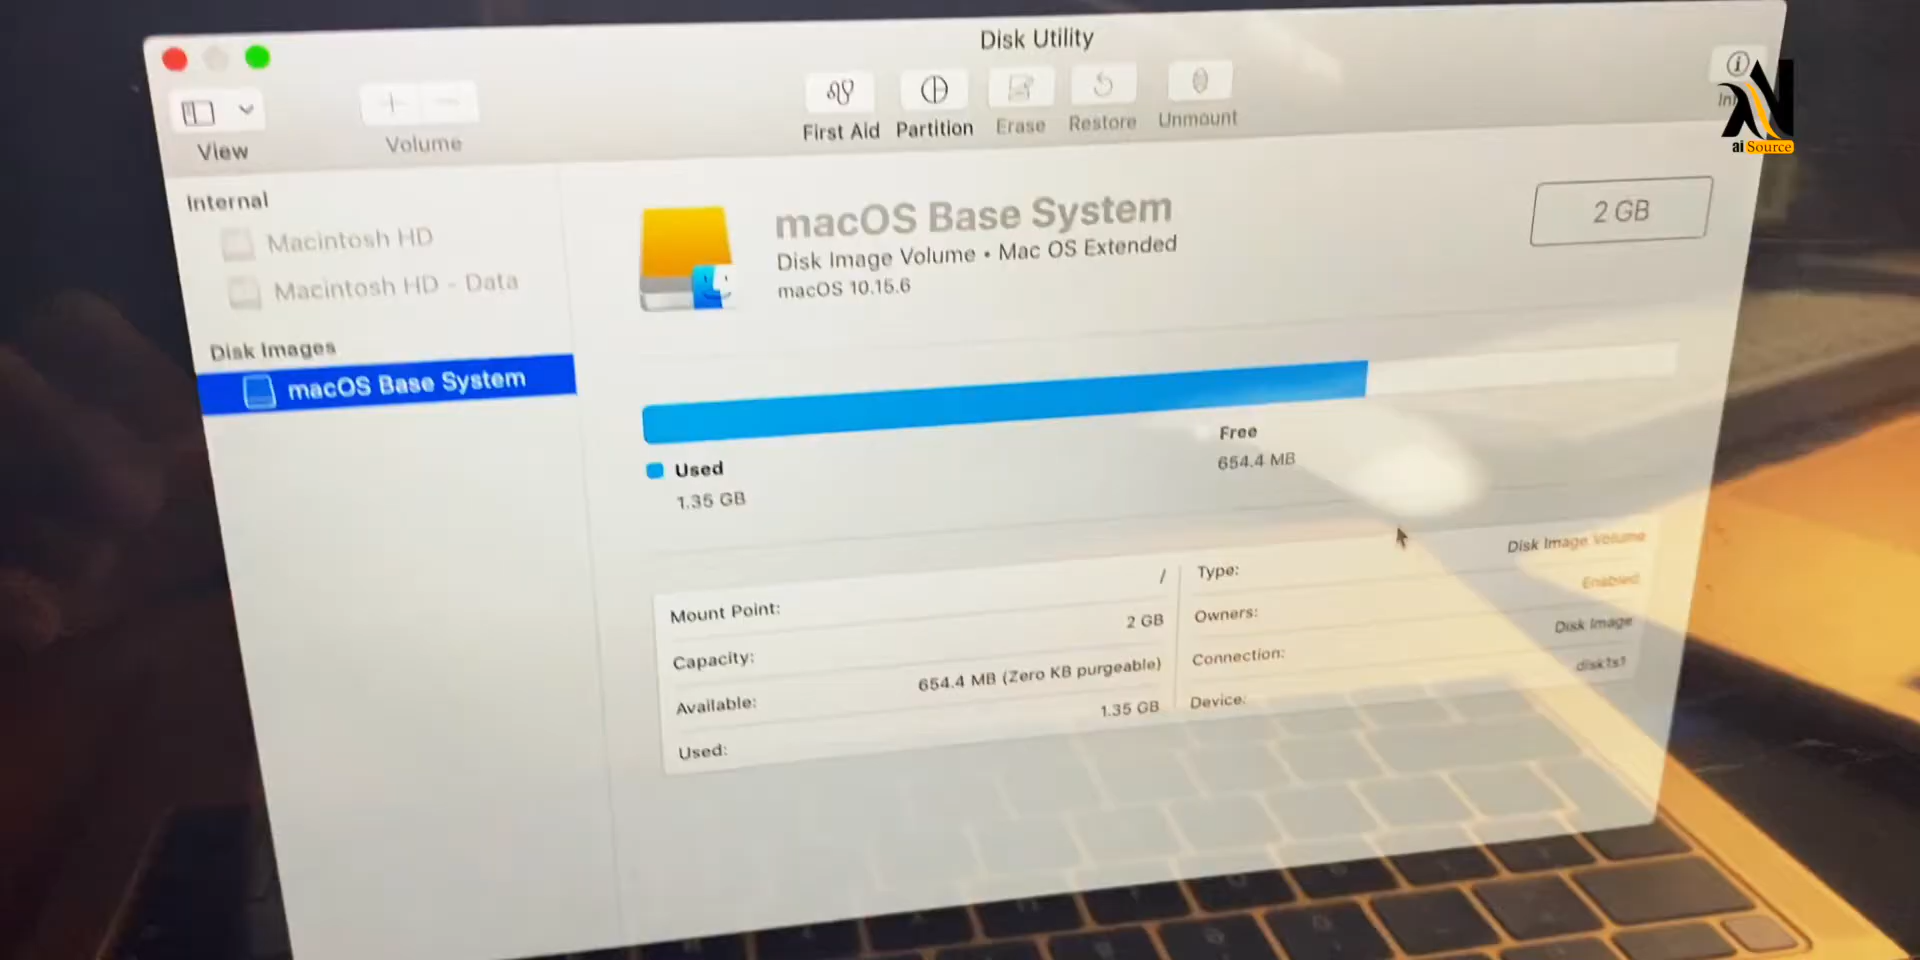 Disk Utility
View
Volume
First Aid
Partition
Erase
Restore
Unmount
ai Source
Internal
Macintosh HD
Macintosh HD - Data
Disk Images
macOS Base System
macOS Base System
Disk Image Volume • Mac OS Extended
macOS 10.15.6
2 GB
Used
1.35 GB
Free
654.4 MB
Mount Point: /
Capacity: 2 GB
Available: 654.4 MB (Zero KB purgeable)
Used: 1.35 GB
Type: Disk Image Volume
Owners: Enabled
Connection: Disk Image
Device: disk1s1